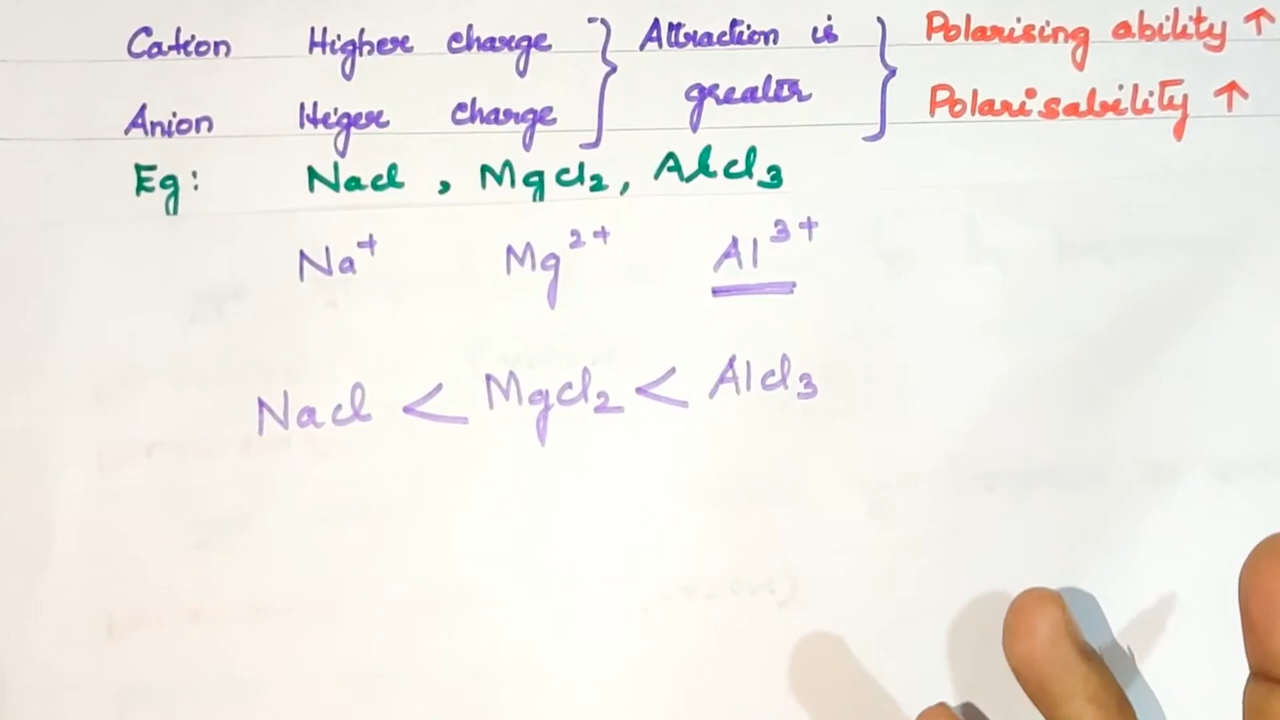 Cation Higher charge } Attraction is } Polarising ability ↑
Anion Higer charge } greater } Polarisability ↑
Eg: Nacl, Mgcl₂, Alcl₃
Na⁺ Mg²⁺ Al³⁺
Nacl < Mgcl₂ < Alcl₃